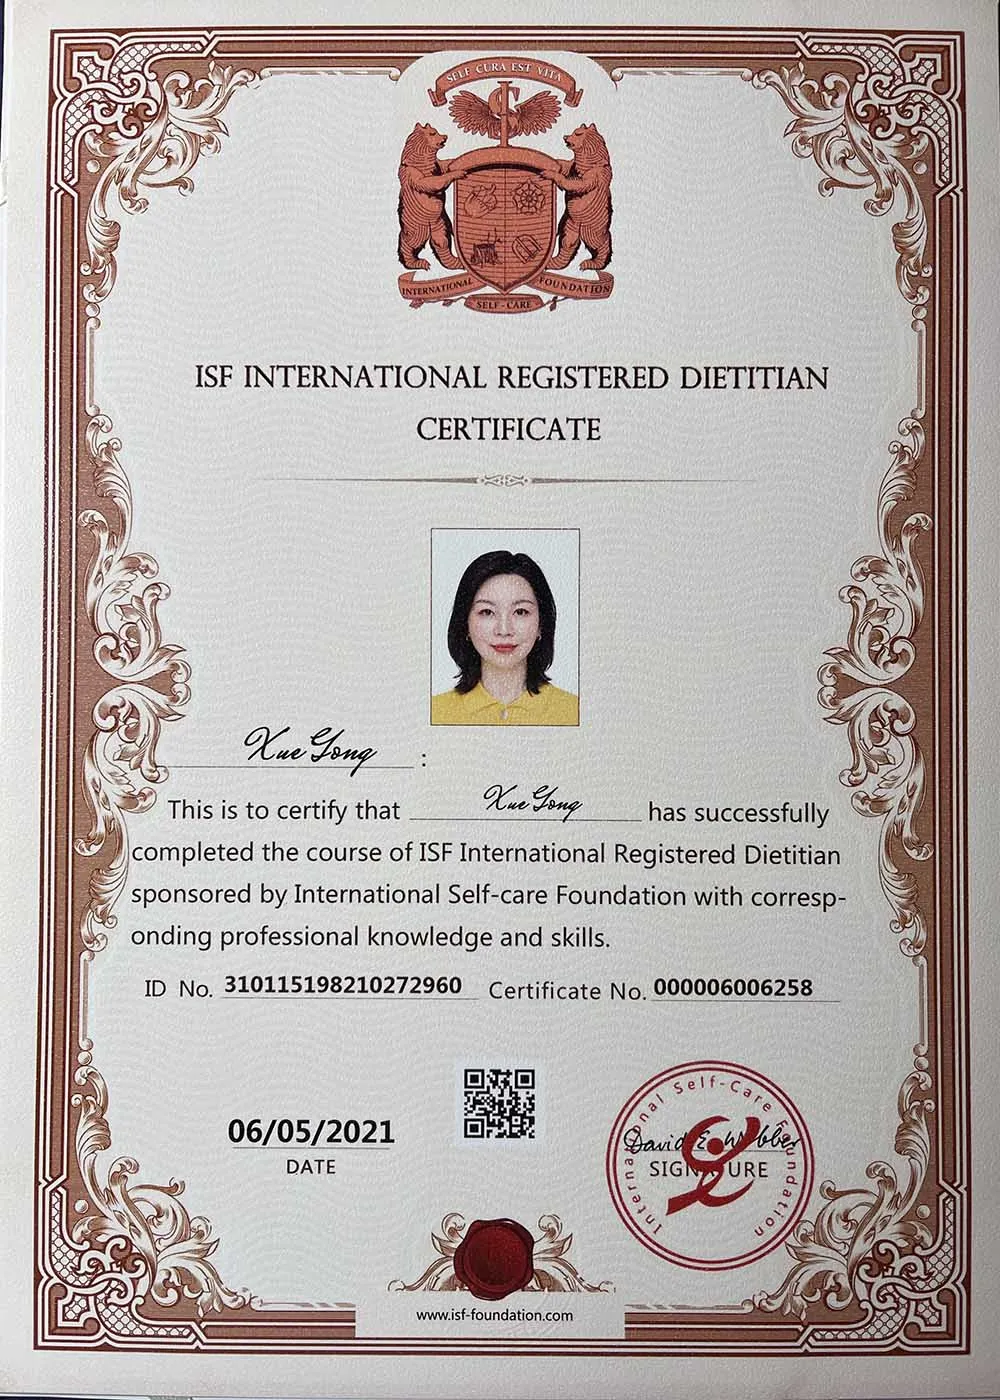 SELF CURA EST VITA
INTERNATIONAL FOUNDATION
SELF-CARE
ISF INTERNATIONAL REGISTERED DIETITIAN
CERTIFICATE
:
This is to certify that Xue Yong has successfully
completed the course of ISF International Registered Dietitian
sponsored by International Self-care Foundation with corresp-
onding professional knowledge and skills.
ID No. 310115198210272960 Certificate No. 000006006258
06/05/2021
DATE
International Self-Care Foundation
David E. Webber
SIGNATURE
www.isf-foundation.com